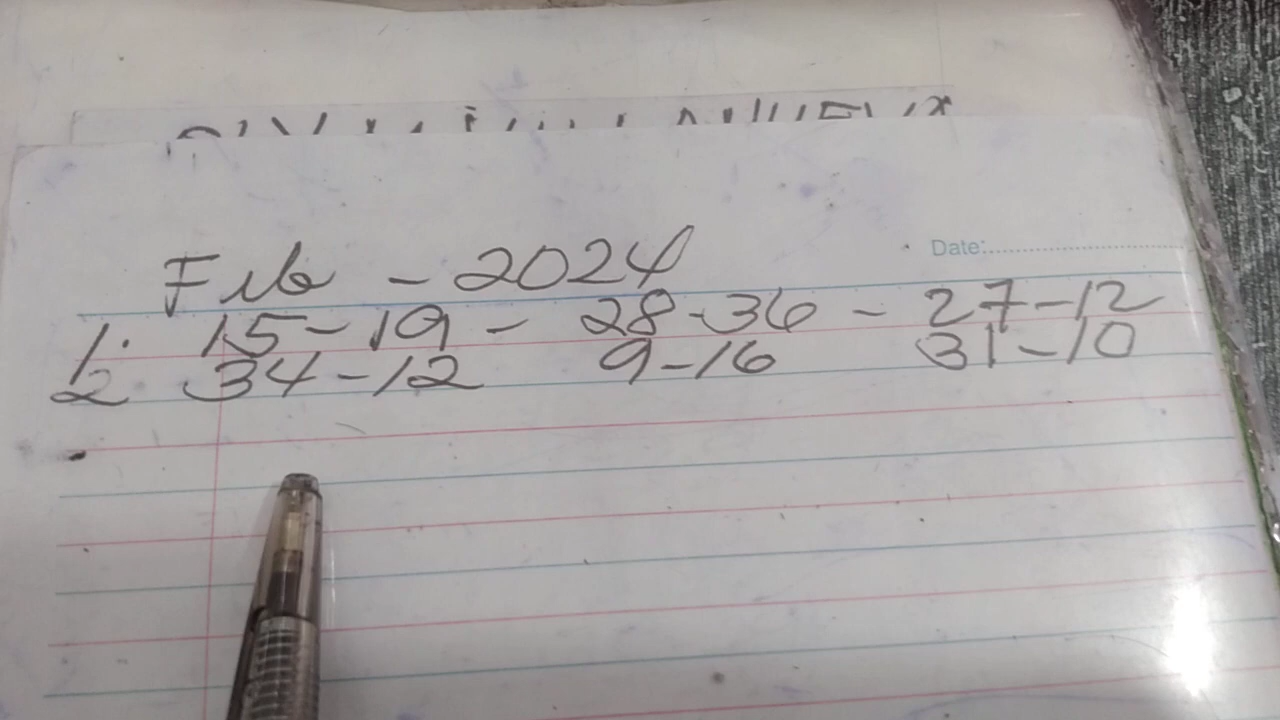 Date:
Feb - 2024
1. 15-19 - 28-36 - 27-12
2 34-12 9-16 31-10